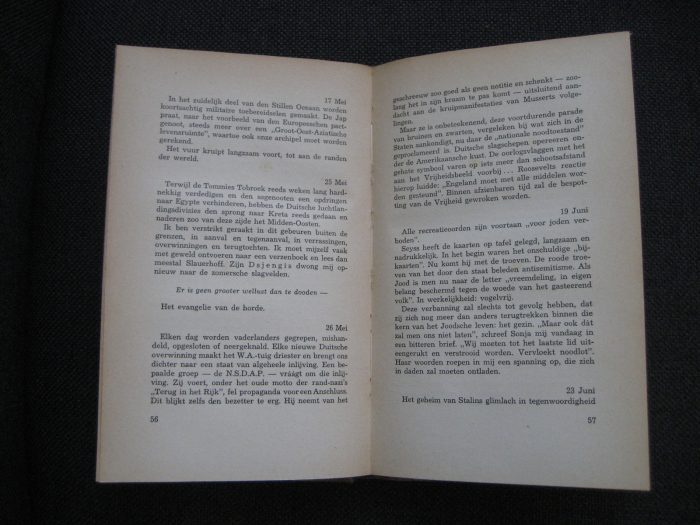 17 Mei
In het zuidelijk deel van den Stillen Oceaan worden
koortsachtig militaire toebereidselen gemaakt. De Jap
praat, naar het voorbeeld van den Europeeschen pact-
genoot, steeds meer over een „Groot-Oost-Aziatische
levensruimte", waartoe ook onze archipel wordt
gerekend.
Het vuur kruipt langzaam voort, tot aan de randen
der wereld.
25 Mei
Terwijl de Tommies Tobroek reeds weken lang hard-
nekkig verdedigen en den asgenooten een opdringen
naar Egypte verhinderen, hebben de Duitsche luchtlan-
dingsdivisies den sprong naar Kreta reeds gedaan en
naderen zoo van deze zijde het Midden-Oosten.
Ik ben verstrikt geraakt in dit gebeuren buiten de
grenzen, in aanval en tegenaanval, in verrassingen,
overwinningen en terugtochten. Ik tracht mij soms
met geweld ontvoeren naar een verzenboek en lees dan
meestal Slauerhoff. Zijn Dsjengis dwong mij op-
nieuw naar de zomersche slagvelden.
Er is geen grooter wellust dan te dooden —
Het evangelie van de horde.
26 Mei
Elken dag worden vaderlanders gegrepen, mishan-
deld, opgesloten of neergeknald. Elke nieuwe Duitsche
overwinning maakt het W.A.-tuig driester en brengt ons
dichter naar een staat algeheele inlijving. Een be-
paalde groep — de N.S.D.A.P. — vráágt om die inlij-
ving. Zij voert, onder het oude motto der rand-nazi's
„Terug in het Rijk", fel propaganda voor een Anschluss.
Dit blijkt zelfs den bezetter te erg. Hij neemt van het
56
geschreeuw zoo goed als geen notitie en schenkt — zoo-
lang het in zijn kraam te pas komt — uitsluitend aan-
dacht aan de kruipmanifestaties van Musserts volge-
lingen.
Maar ze is onbeteekenend, deze voortdurende parade
van bruinen en zwarten, vergeleken bij wat zich in de
Staten aankondigt, nu daar de „nationale noodtoestand"
geproclameerd is. Duitsche slagschepen opereeren on-
der de Amerikaansche kust. De oorlogsvlaggen met het
gehate symbool varen op iets meer dan schootsafstand
aan het Vrijheidsbeeld voorbij... Roosevelts reactie
hierop luidde: „Engeland moet met alle middelen wor-
den gesteund". Binnen afzienbaren tijd zal de bespot-
ting van de Vrijheid gewroken worden.
19 Juni
Alle recreatieoorden zijn voortaan „voor joden ver-
boden".
Seyss heeft de kaarten op tafel gelegd, langzaam en
nadrukkelijk. In het begin waren het onschuldige „bij-
kaarten". Nu komt hij met de troeven. De roode troe-
ven van het door den staat beleden antisemitisme. Als
Jood is men nu naar de letter „vreemdeling, in eigen
belang beschermd tegen de woede van het gasteerend
volk". In werkelijkheid: vogelvrij.
Deze verbanning zal slechts tot gevolg hebben, dat
zij zich nog meer dan anders terugtrekken binnen die
kern van het Joodsche leven: het gezin. „Maar ook dát
zal men ons niet laten", schreef Sonja mij vandaag in
een bitteren brief. „Wij moeten tot het laatste lid uit-
eengerukt en verstrooid worden. Vervloekt noodlot".
Haar woorden roepen in mij een spanning op, die zich
in daden zal moeten ontladen.
23 Juni
Het geheim van Stalins glimlach in tegenwoordigheid
57